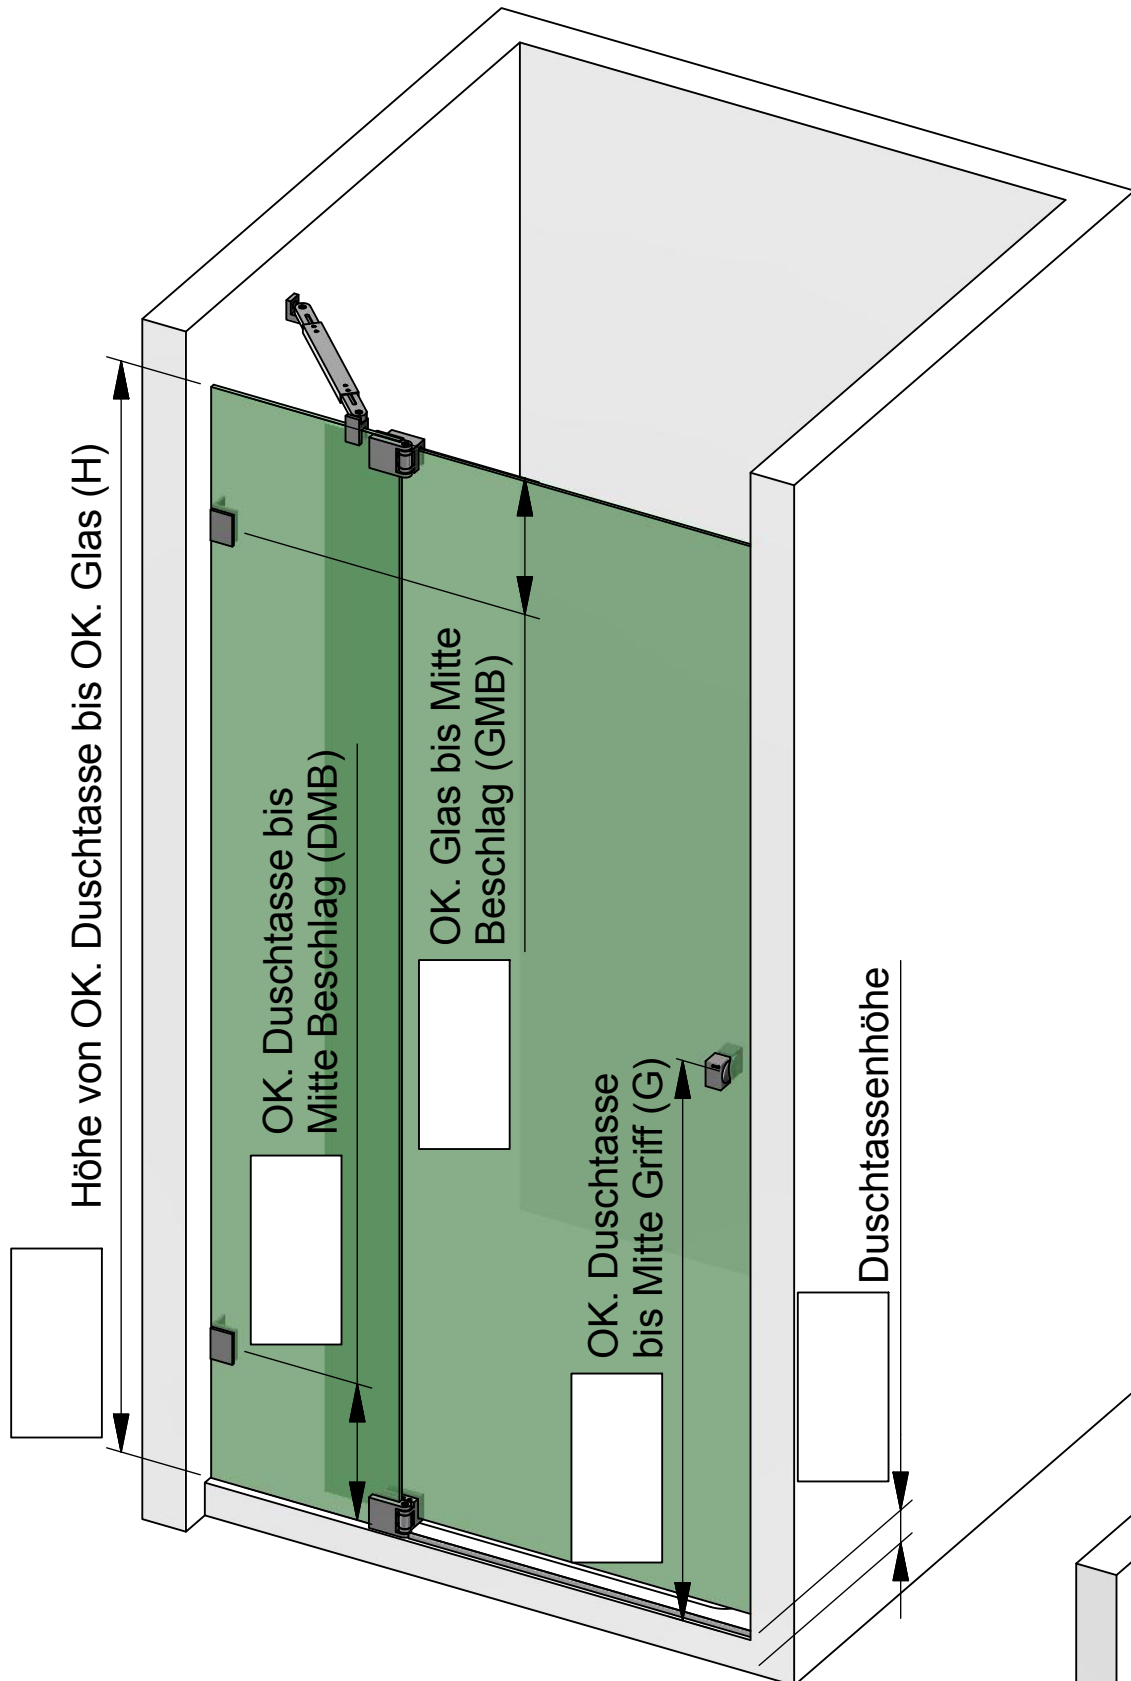 Höhe von OK. Duschtasse bis OK. Glas (H)
OK. Duschtasse bis
Mitte Beschlag (DMB)
OK. Glas bis Mitte
Beschlag (GMB)
OK. Duschtasse
bis Mitte Griff (G)
Duschtassenhöhe